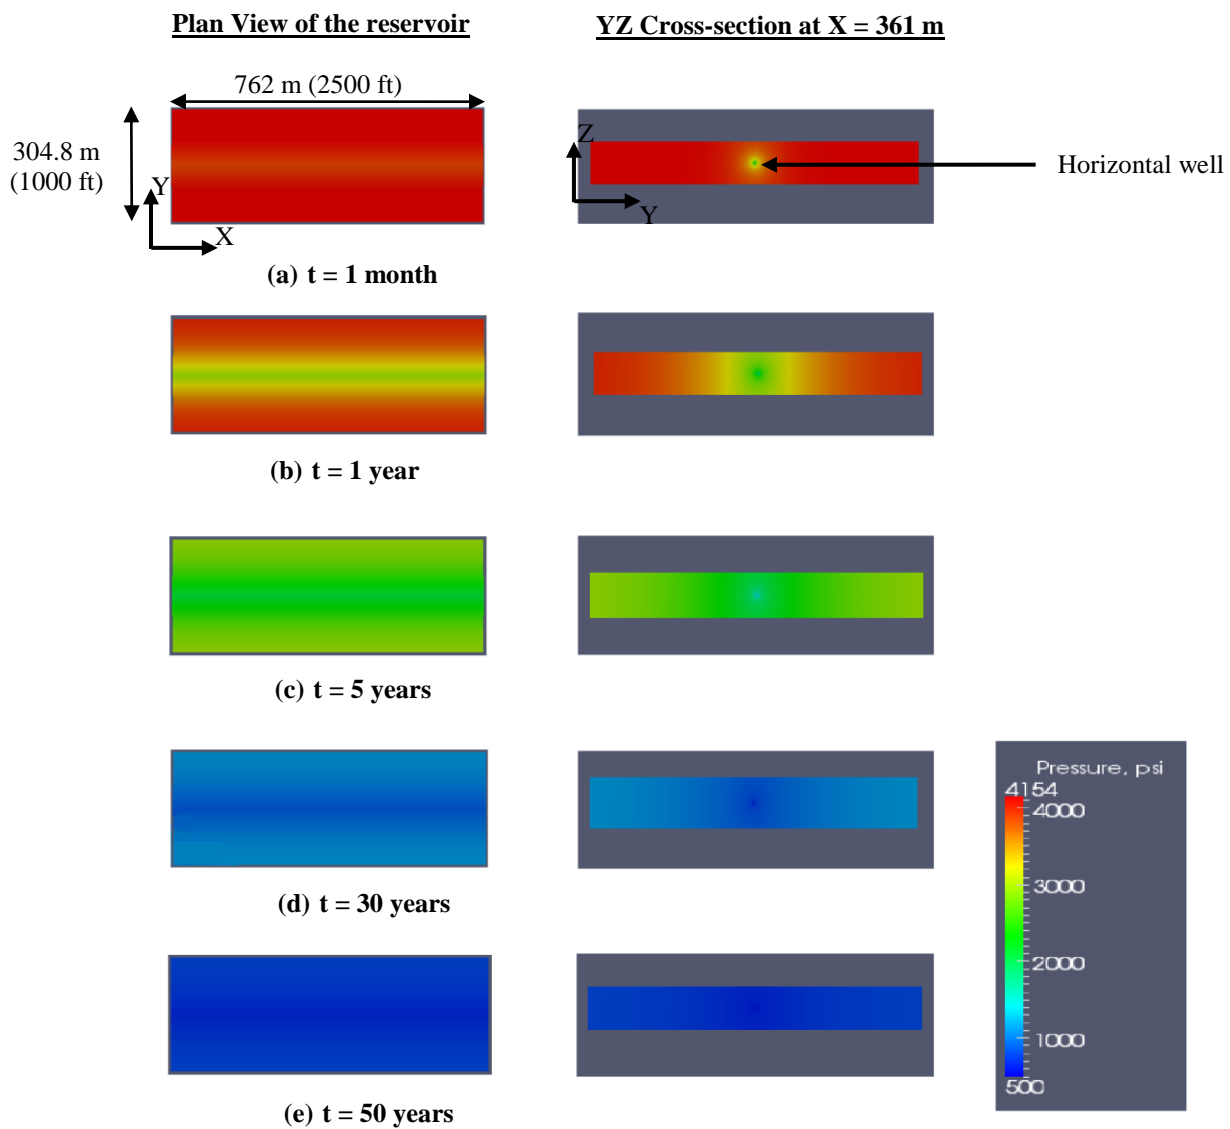 Plan View of the reservoir
YZ Cross-section at X = 361 m
762 m (2500 ft)
304.8 m
(1000 ft)
Y
X
Z
Y
Horizontal well
(a) t = 1 month
(b) t = 1 year
(c) t = 5 years
(d) t = 30 years
Pressure, psi
4154
4000
3000
2000
1000
500
(e) t = 50 years